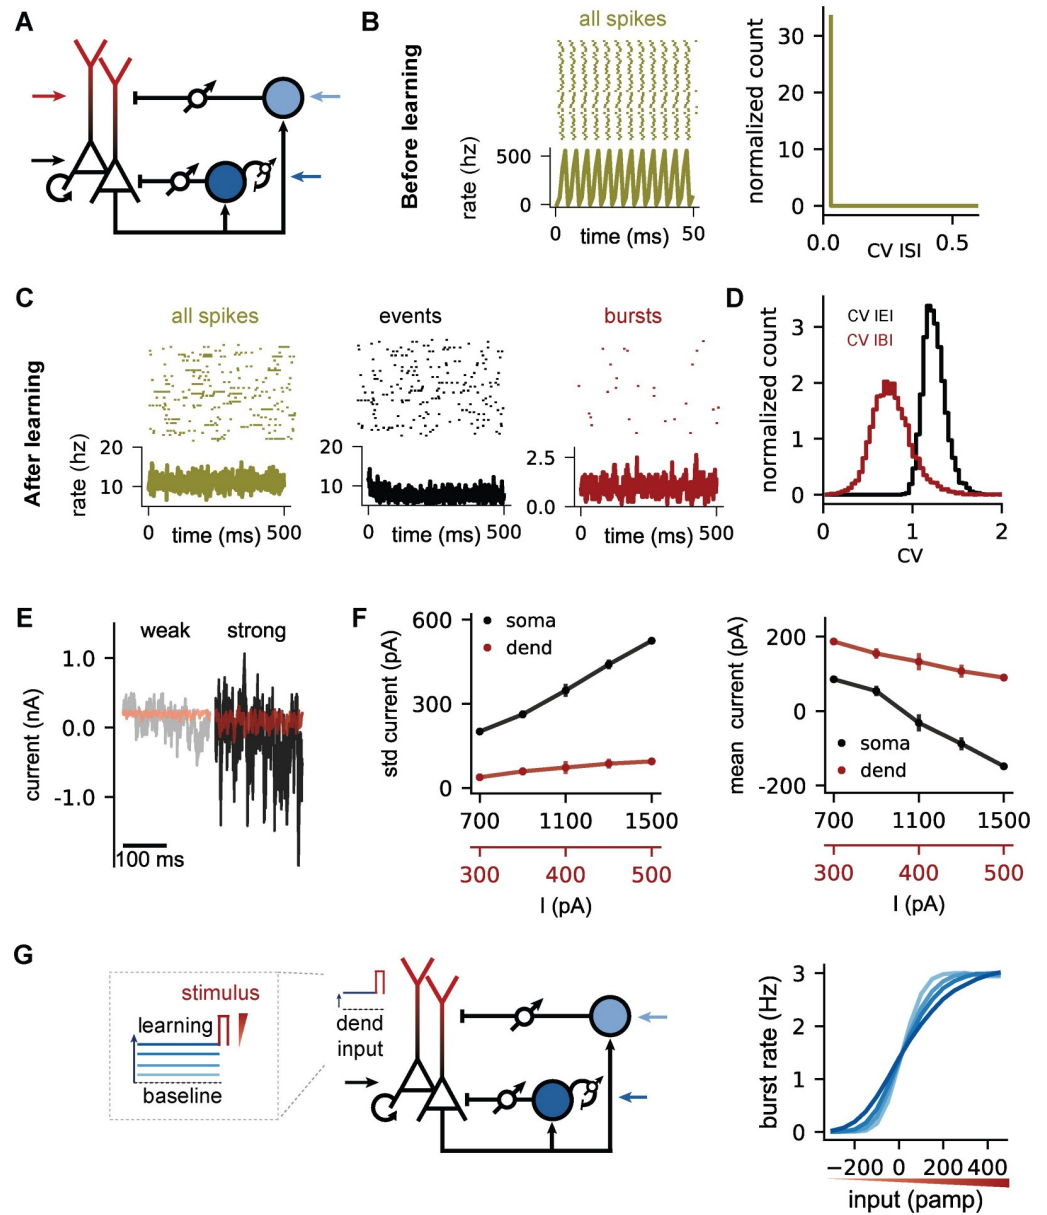 A
B
Before learning
all spikes
rate (hz)
500
0
0
50
time (ms)
normalized count
30
20
10
0
0.0
0.5
CV ISI
C
After learning
all spikes
rate (hz)
20
10
0
time (ms)
500
events
20
10
0
time (ms)
500
bursts
2.5
0.0
0
time (ms)
500
D
normalized count
3
2
1
0
CV IEI
CV IBI
0
1
2
CV
E
weak
strong
current (nA)
1.0
0.0
-1.0
100 ms
F
std current (pA)
600
300
0
soma
dend
700
1100
1500
300
400
500
I (pA)
mean current (pA)
200
0
-200
soma
dend
700
1100
1500
300
400
500
I (pA)
G
stimulus
learning
baseline
dend
input
burst rate (Hz)
3
2
1
0
−200
0
200
400
input (pamp)